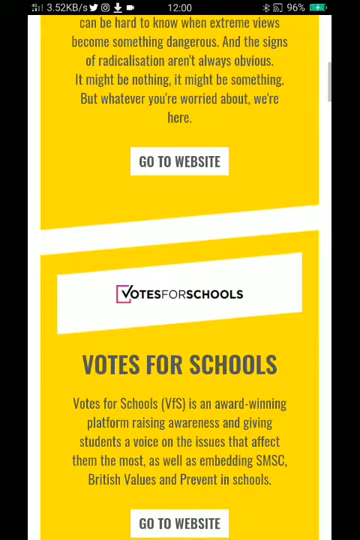 3.52KB/s 12:00 96%
can be hard to know when extreme views
become something dangerous. And the signs
of radicalisation aren't always obvious.
It might be nothing, it might be something.
But whatever you're worried about, we're
here.
GO TO WEBSITE
VOTESFORSCHOOLS
VOTES FOR SCHOOLS
Votes for Schools (VfS) is an award-winning
platform raising awareness and giving
students a voice on the issues that affect
them the most, as well as embedding SMSC,
British Values and Prevent in schools.
GO TO WEBSITE